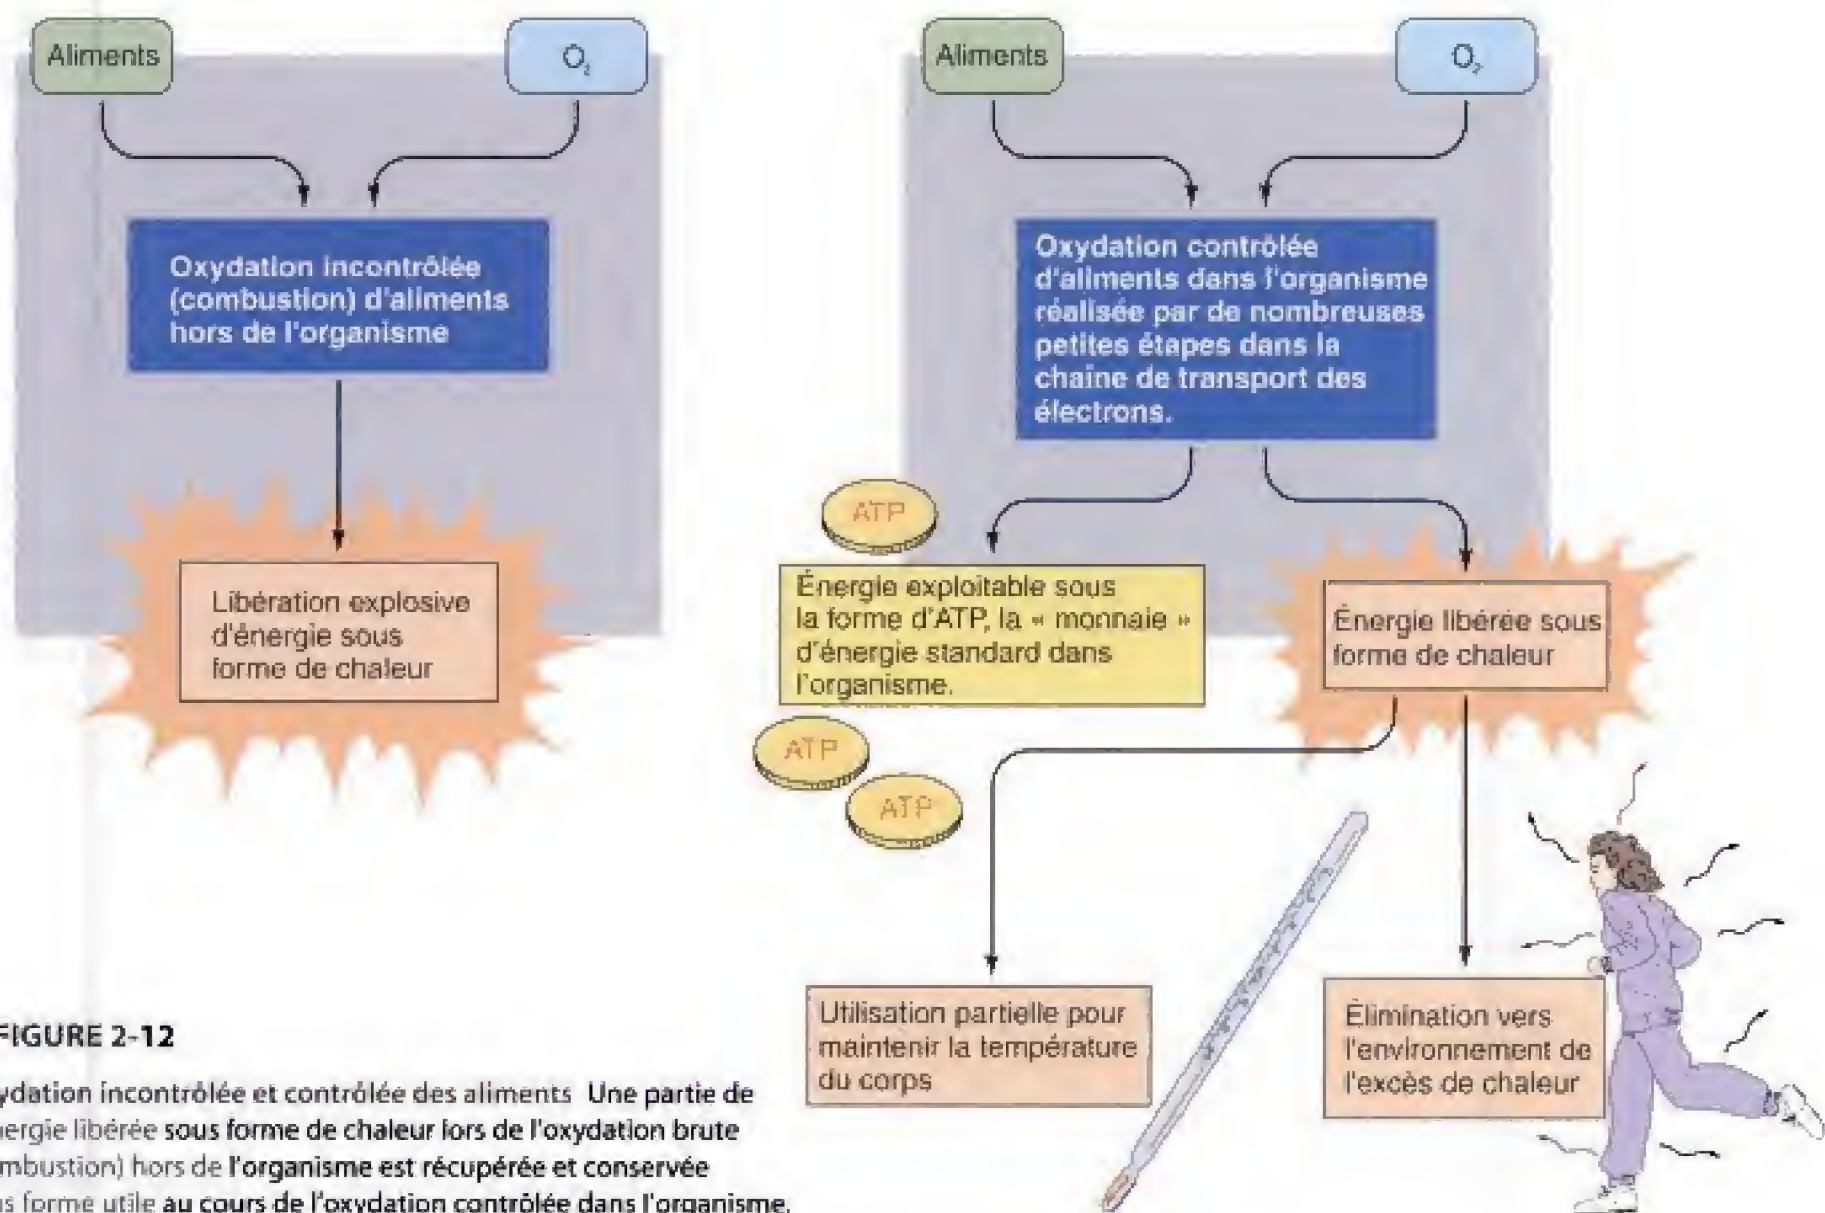 Aliments
O₂
Oxydation incontrôlée
(combustion) d'aliments
hors de l'organisme
Libération explosive
d'énergie sous
forme de chaleur
Aliments
O₂
Oxydation contrôlée
d'aliments dans l'organisme
réalisée par de nombreuses
petites étapes dans la
chaine de transport des
électrons.
ATP
Énergie exploitable sous
la forme d'ATP, la « monnaie »
d'énergie standard dans
l'organisme.
ATP
ATP
Énergie libérée sous
forme de chaleur
Utilisation partielle pour
maintenir la température
du corps
Élimination vers
l'environnement de
l'excès de chaleur
FIGURE 2-12
ydation incontrôlée et contrôlée des aliments Une partie de
nergie libérée sous forme de chaleur lors de l'oxydation brute
mbustion) hors de l'organisme est récupérée et conservée
us forme utile au cours de l'oxydation contrôlée dans l'organisme.